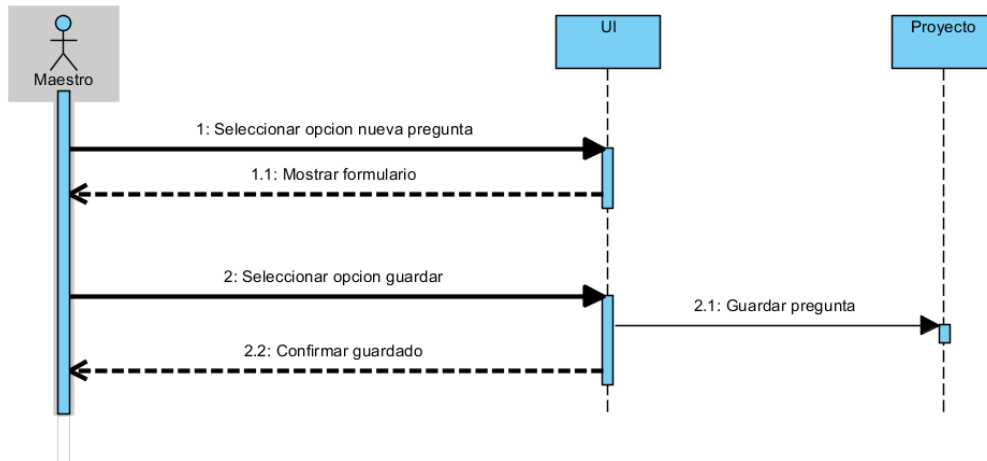 UI
Proyecto
Maestro
1: Seleccionar opcion nueva pregunta
1.1: Mostrar formulario
2: Seleccionar opcion guardar
2.1: Guardar pregunta
2.2: Confirmar guardado